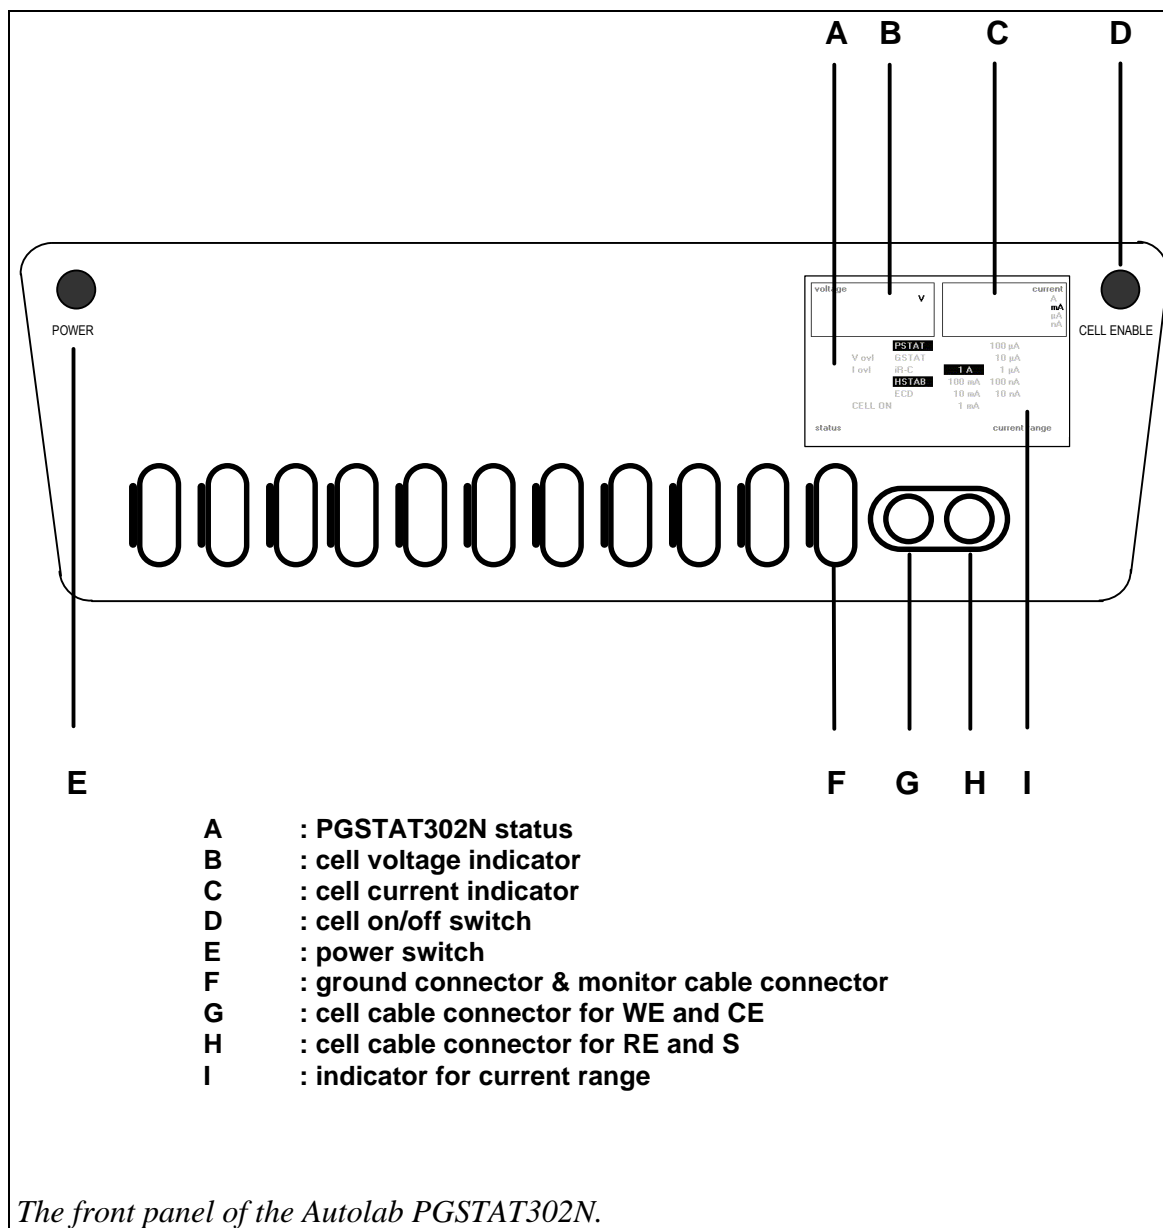 A B C D
voltage
V
current
A
mA
µA
nA
POWER
CELL ENABLE
PSTAT 100 µA
V ovl GSTAT 10 µA
I ovl iR-C 1 A 1 µA
HSTAB 100 mA 100 nA
ECD 10 mA 10 nA
CELL ON 1 mA
status current range
E F G H I
A : PGSTAT302N status
B : cell voltage indicator
C : cell current indicator
D : cell on/off switch
E : power switch
F : ground connector & monitor cable connector
G : cell cable connector for WE and CE
H : cell cable connector for RE and S
I : indicator for current range
The front panel of the Autolab PGSTAT302N.